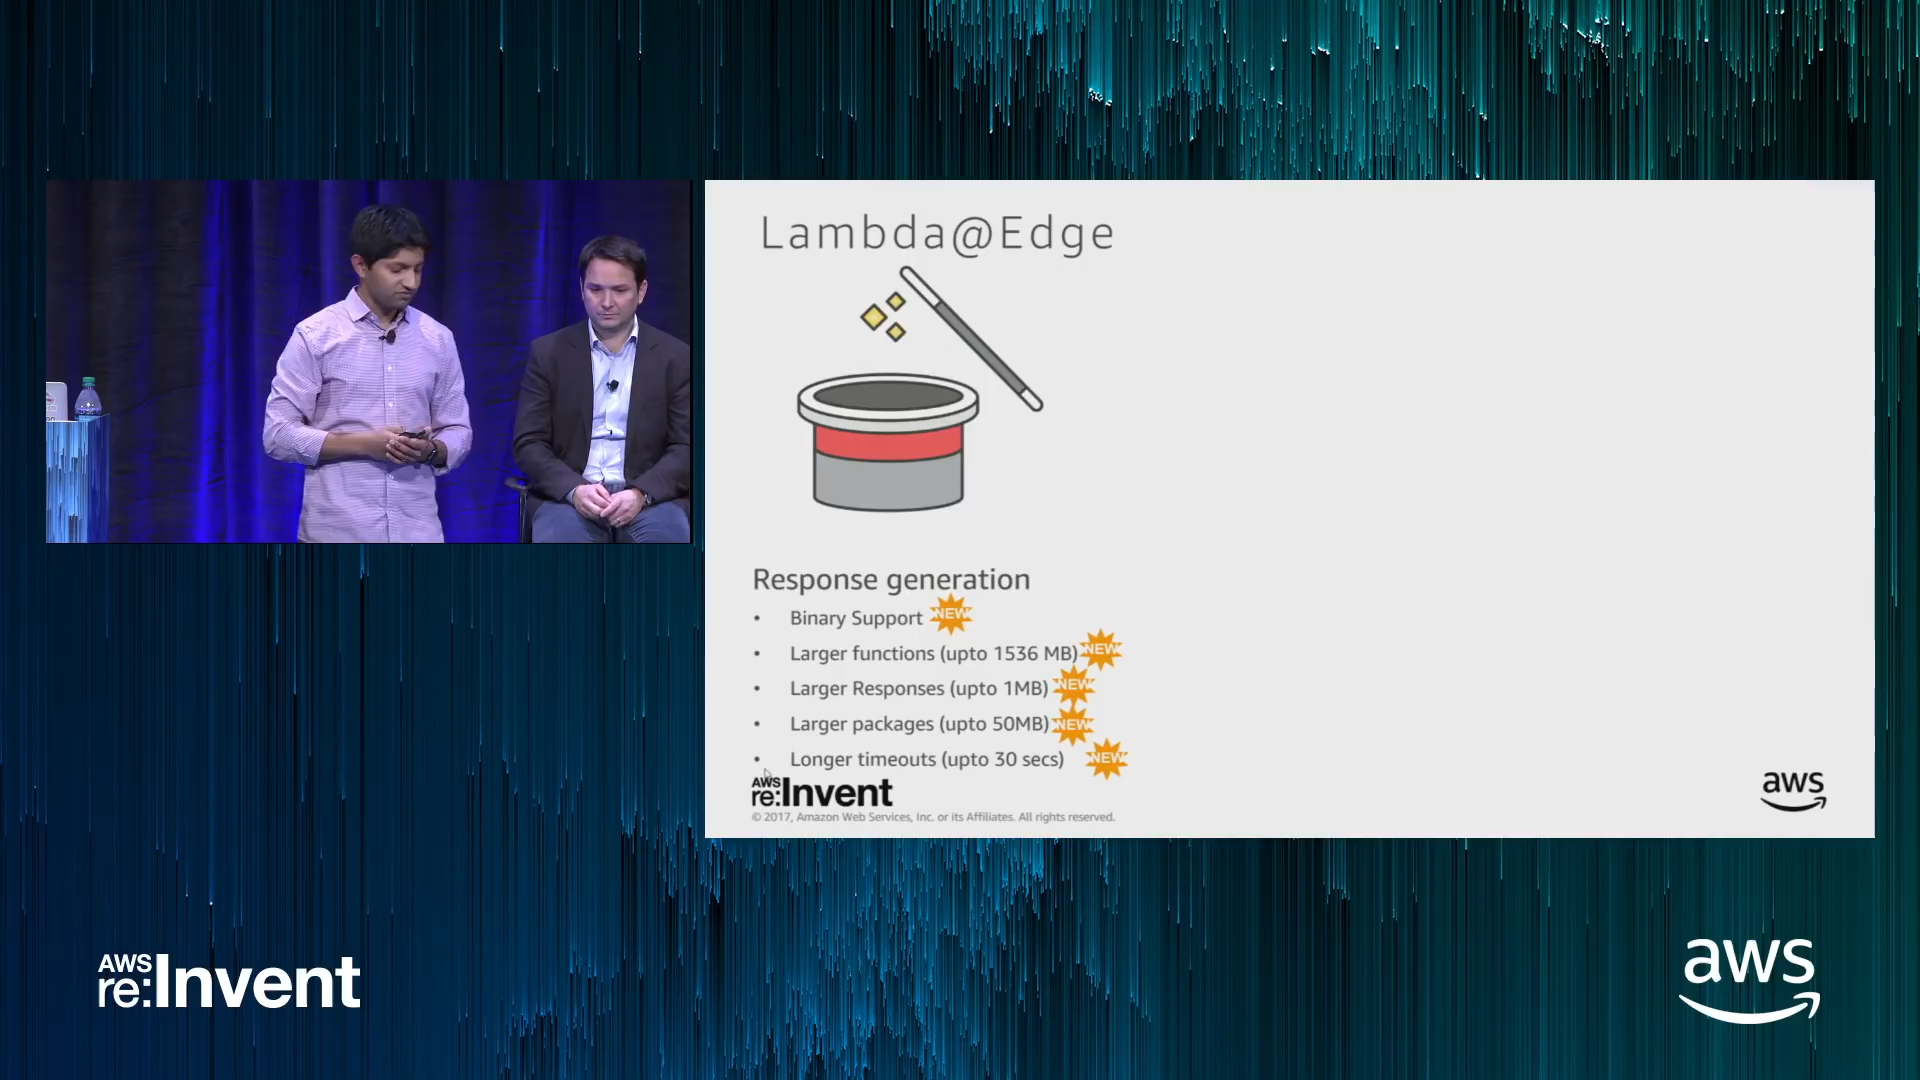 Lambda@Edge
Response generation
• Binary Support NEW
• Larger functions (upto 1536 MB) NEW
• Larger Responses (upto 1MB) NEW
• Larger packages (upto 50MB) NEW
• Longer timeouts (upto 30 secs) NEW
AWS
re:Invent
© 2017, Amazon Web Services, Inc. or its Affiliates. All rights reserved.
aws
AWS
re:Invent
aws